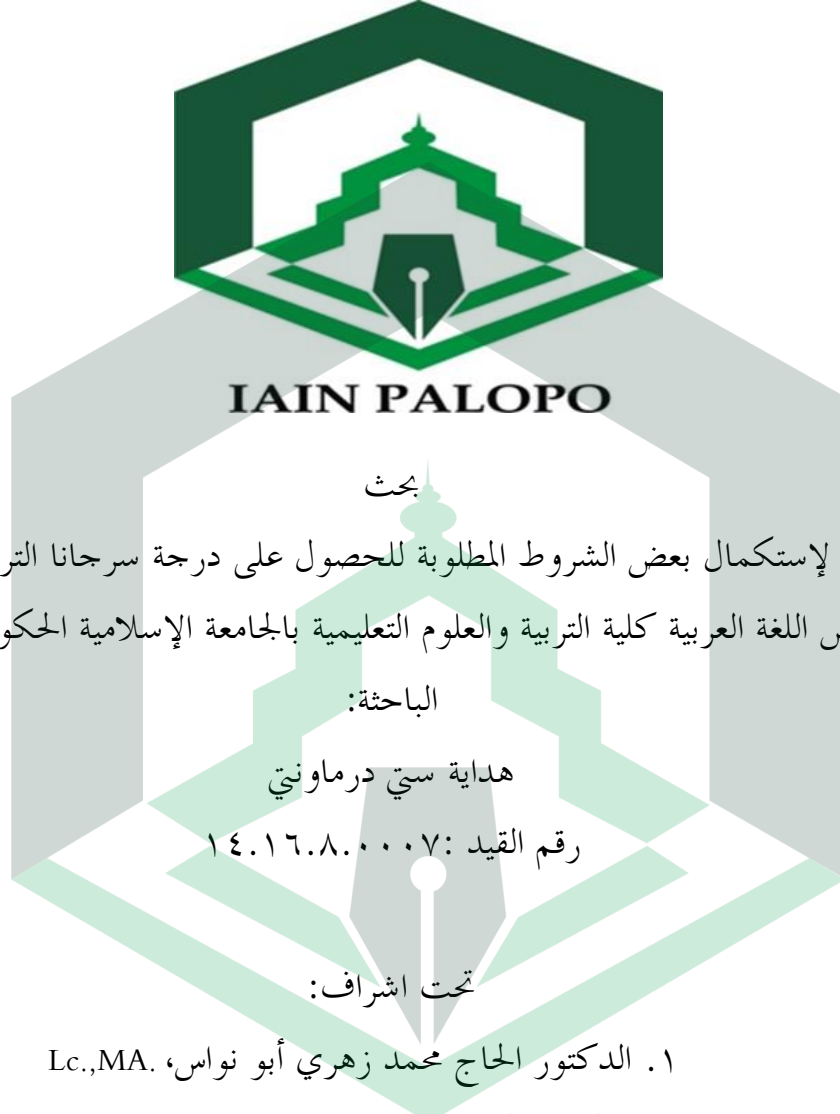 IAIN PALOPO
بحث
لإستكمال بعض الشروط المطلوبة للحصول على درجة سرجانا
اللغة العربية كلية التربية والعلوم التعليمية بالجامعة الإسلامية
الباحثة:
هداية ستي درماونتي
رقم القيد :١٤.١٦.٨.٠٠٠٧
تحت اشراف:
١. الدكتور الحاج محمد زهري أبو نواس، Lc.,MA.